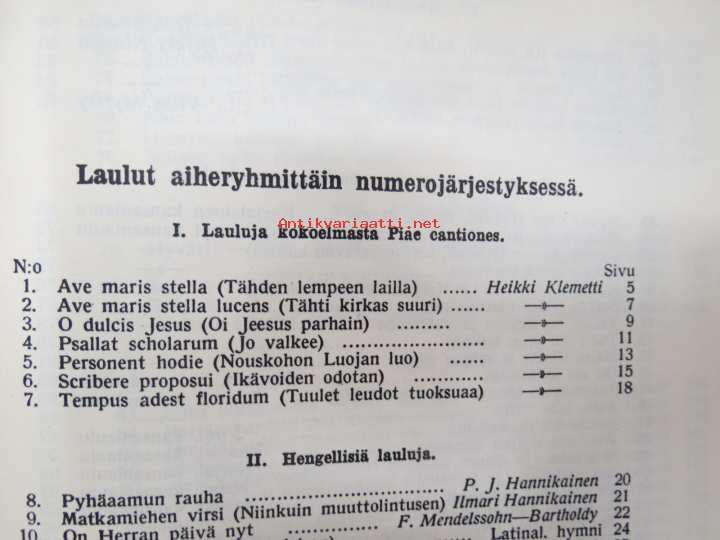 Laulut aiheryhmittäin numerojärjestyksessä.
Antikvariaatti.net
I. Lauluja kokoelmasta Piae cantiones.
N:o Sivu
1. Ave maris stella (Tähden lempeen lailla) ...... Heikki Klemetti 5
2. Ave maris stella lucens (Tähti kirkas suuri) ...... —»— 7
3. O dulcis Jesus (Oi Jeesus parhain) ......... —»— 9
4. Psallat scholarum (Jo valkee) ..................... —»— 11
5. Personent hodie (Nouskohon Luojan luo) ...... —»— 13
6. Scribere proposui (Ikävoiden odotan) ............ —»— 15
7. Tempus adest floridum (Tuulet leudot tuoksuaa) —»— 18
II. Hengellisiä lauluja.
8. Pyhäaamun rauha .................................... P. J. Hannikainen 20
9. Matkamiehen virsi (Niinkuin muuttolintusen) Ilmari Hannikainen 21
10. On Herran päivä nyt ............... F. Mendelssohn—Bartholdy 22
Latinal. hymni 24